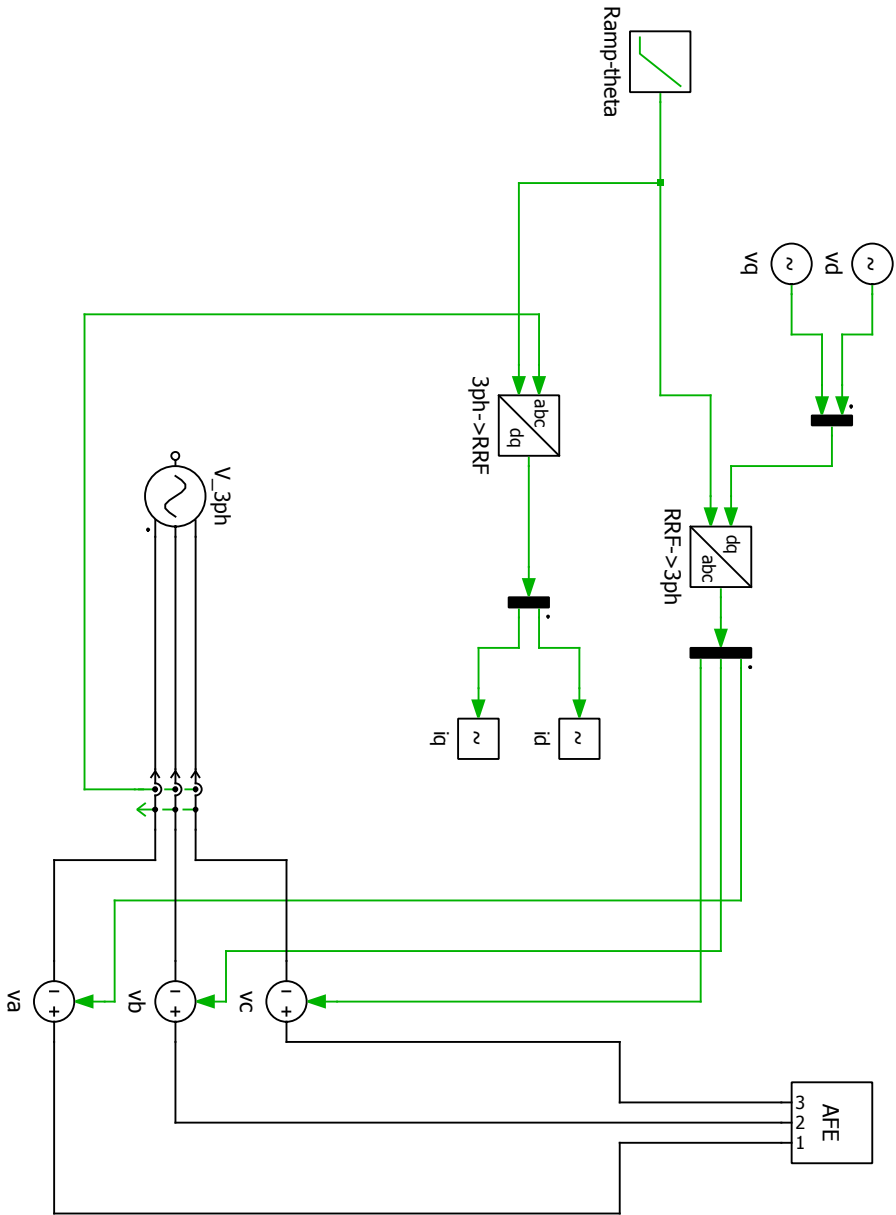 Ramp-theta
vd
vq
3ph->RRF
abc
dq
RRF->3ph
dq
abc
V_3ph
id
iq
va
vb
vc
AFE
3
2
1